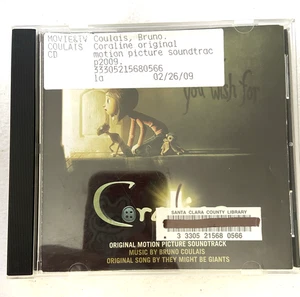 MOVIE&TV Coulais, Bruno.
COULAIS Coraline original
CD motion picture soundtrac
p2009.
33305215680566
la 02/26/09
you wish for
Corali
SANTA CLARA COUNTY LIBRARY
3 3305 21568 0566
ORIGINAL MOTION PICTURE SOUNDTRACK
MUSIC BY BRUNO COULAIS
ORIGINAL SONG BY THEY MIGHT BE GIANTS